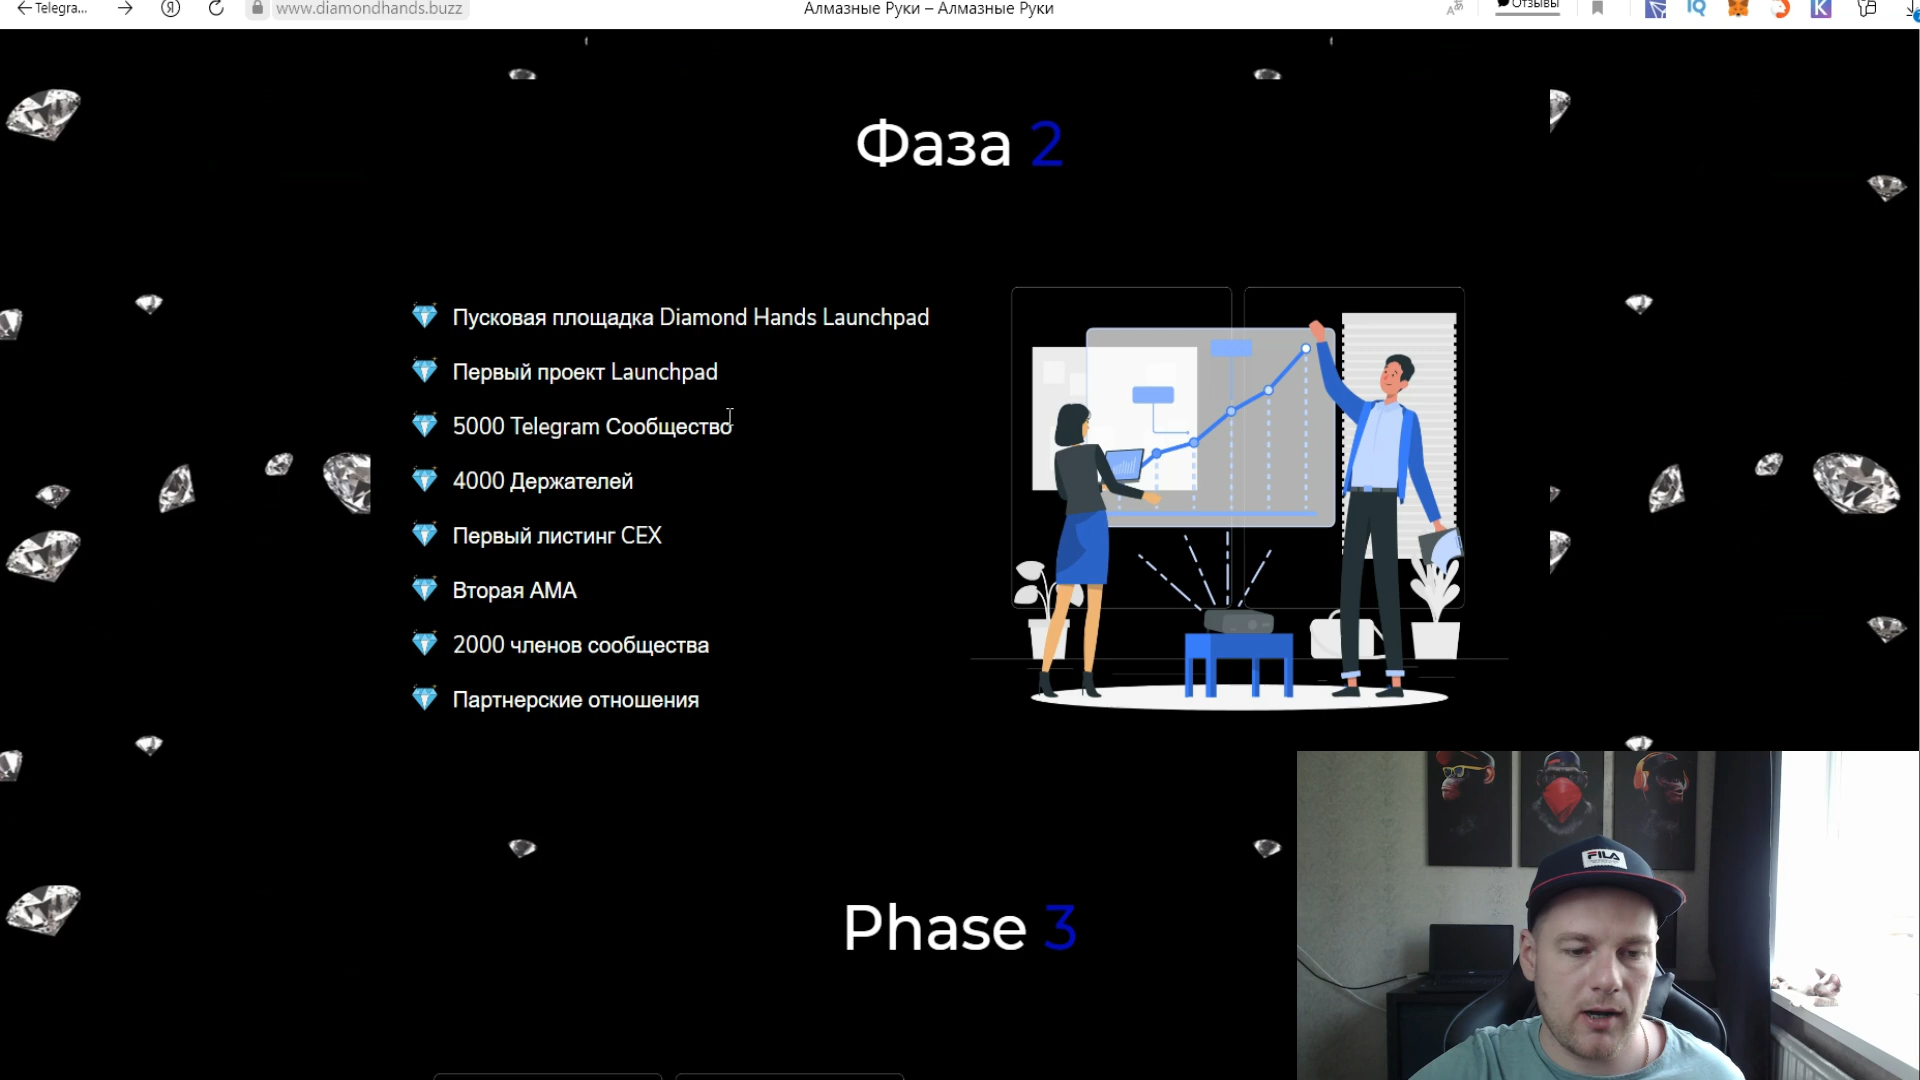 Telegra...
www.diamondhands.buzz
Алмазные Руки – Алмазные Руки
Отзывы
Фаза 2
Пусковая площадка Diamond Hands Launchpad
Первый проект Launchpad
5000 Telegram Сообщество
4000 Держателей
Первый листинг CEX
Вторая AMA
2000 членов сообщества
Партнерские отношения
Phase 3
FILA